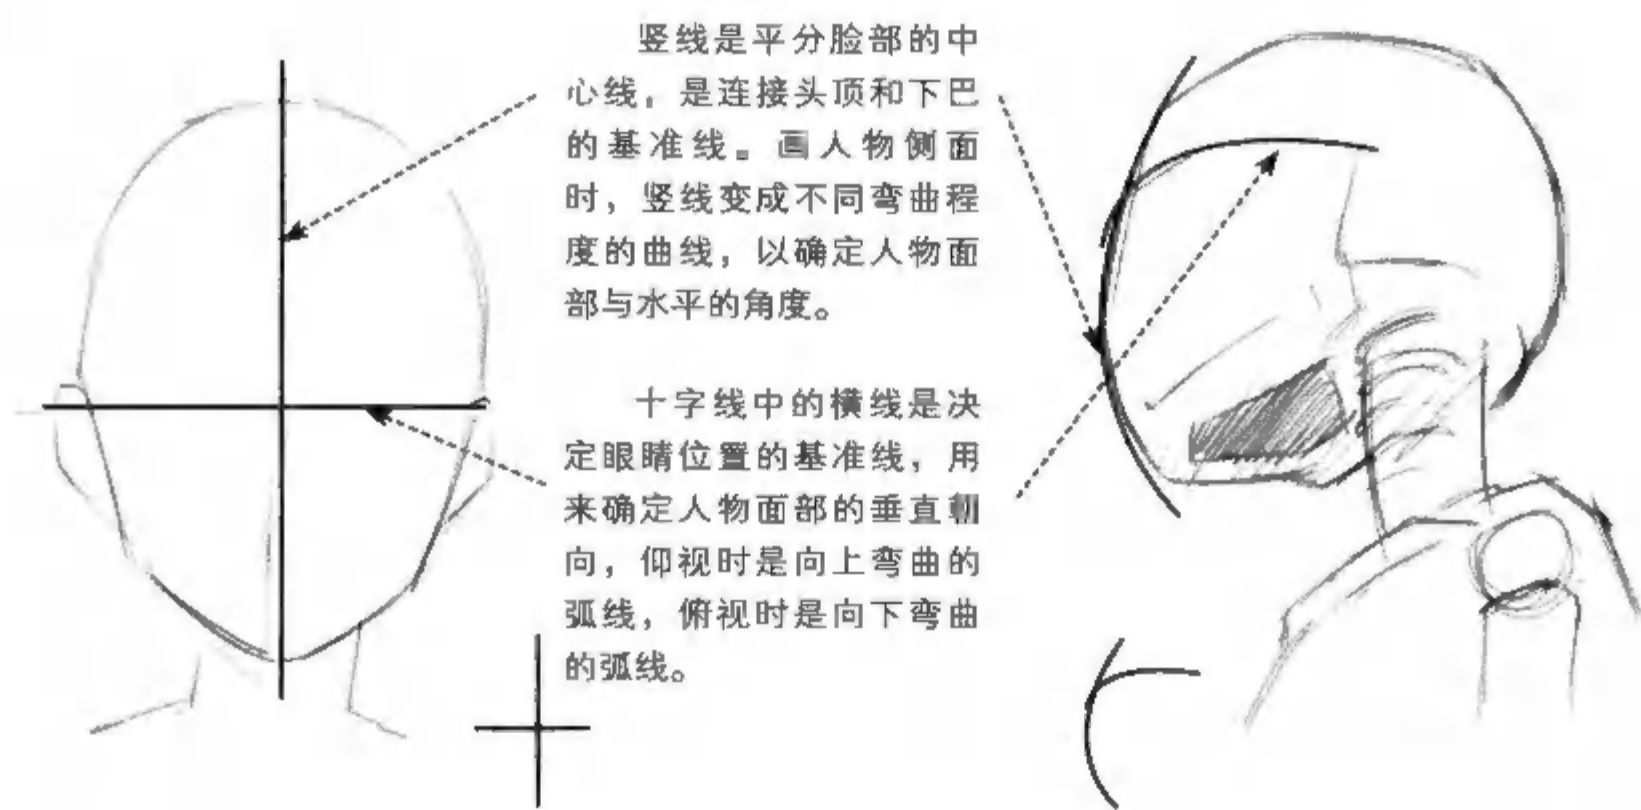 竖线是平分脸部的中
心线，是连接头顶和下巴
的基准线。画人物侧面
时，竖线变成不同弯曲程
度的曲线，以确定人物面
部与水平的角度。
十字线中的横线是决
定眼睛位置的基准线，用
来确定人物面部的垂直朝
向，仰视时是向上弯曲的
弧线，俯视时是向下弯曲
的弧线。